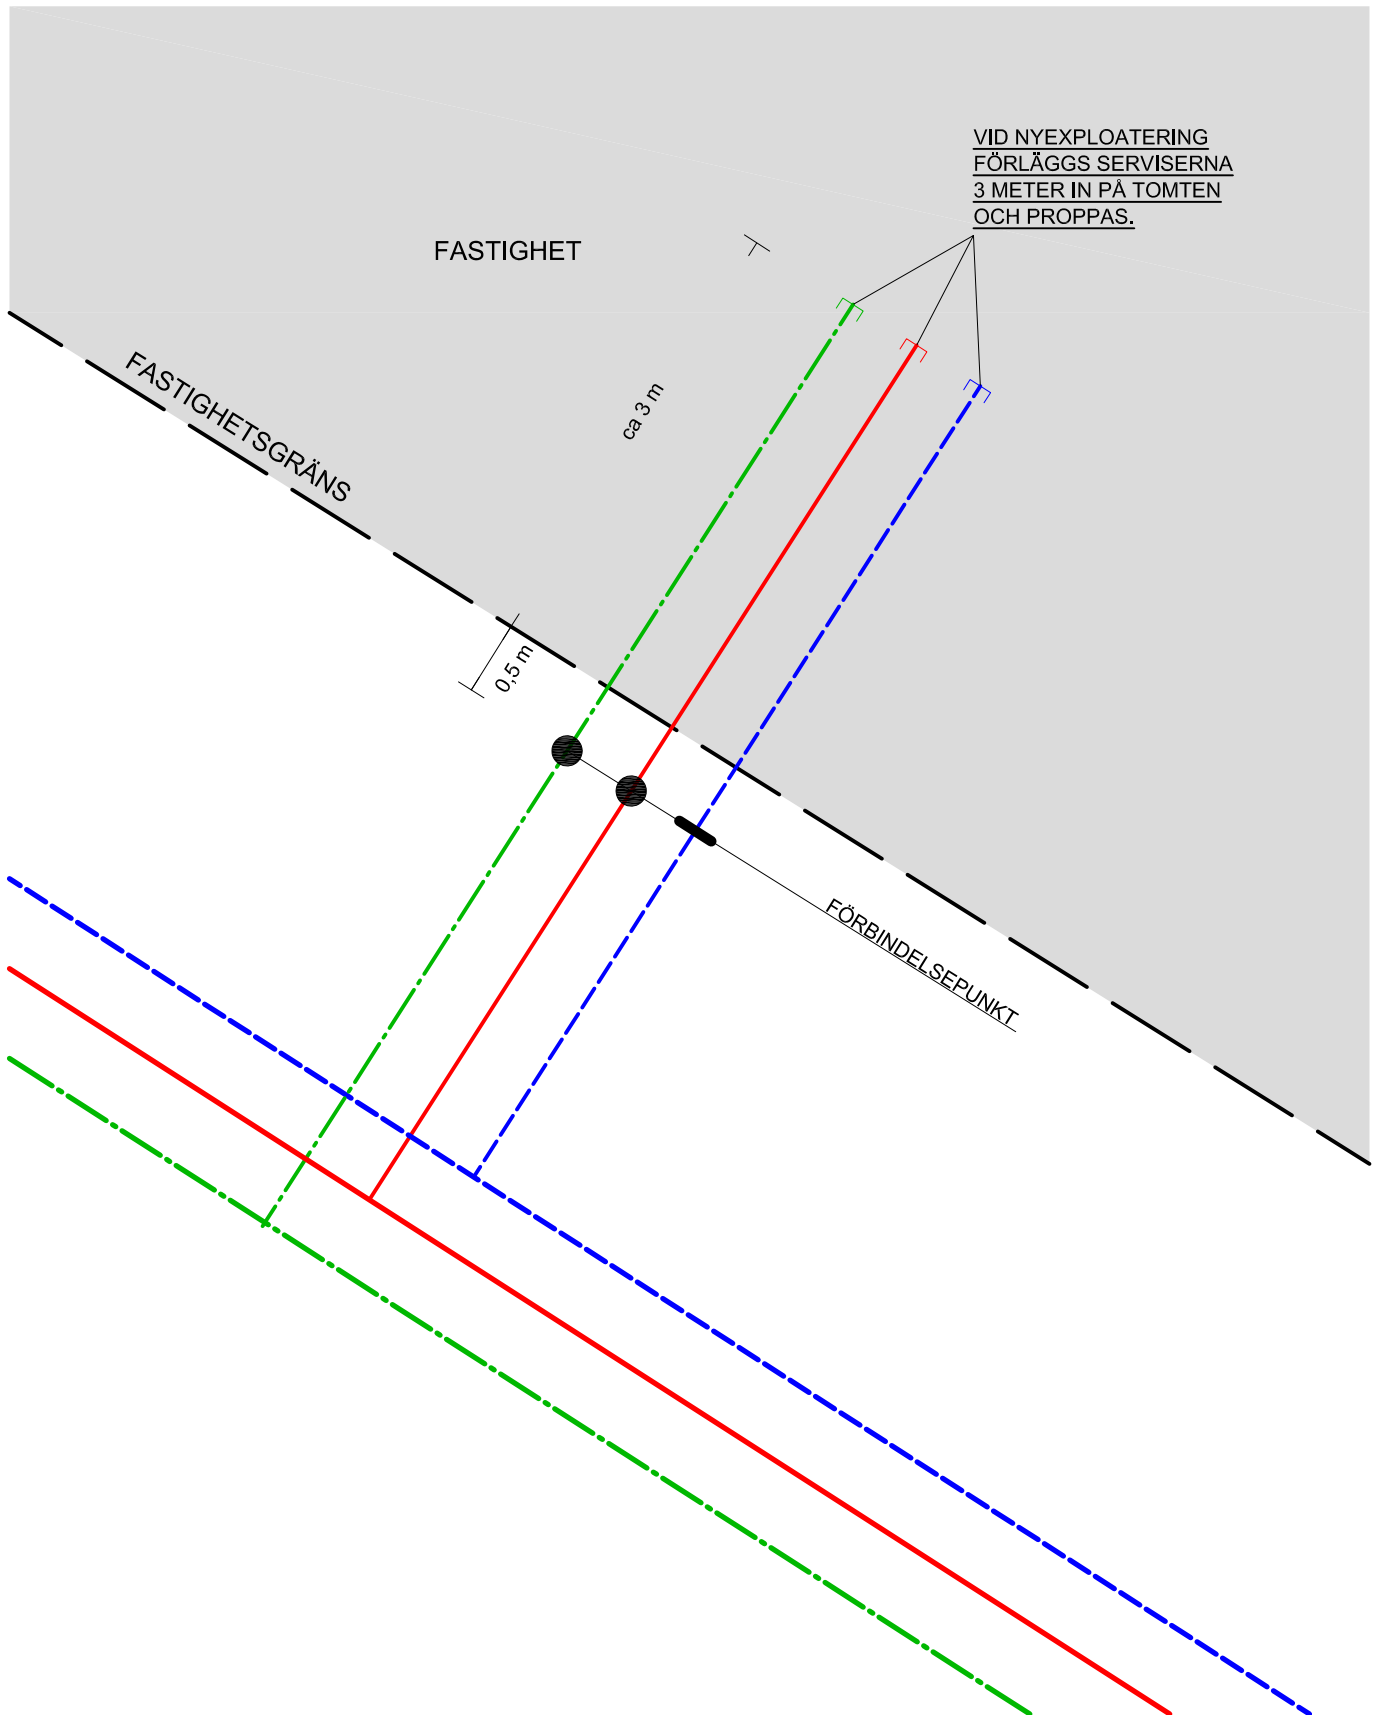 VID NYEXPLOATERING
FÖRLÄGGS SERVISERNA
3 METER IN PÅ TOMTEN
OCH PROPPAS.
FASTIGHET
FASTIGHETSGRÄNS
ca 3 m
0,5 m
FÖRBINDELSEPUNKT